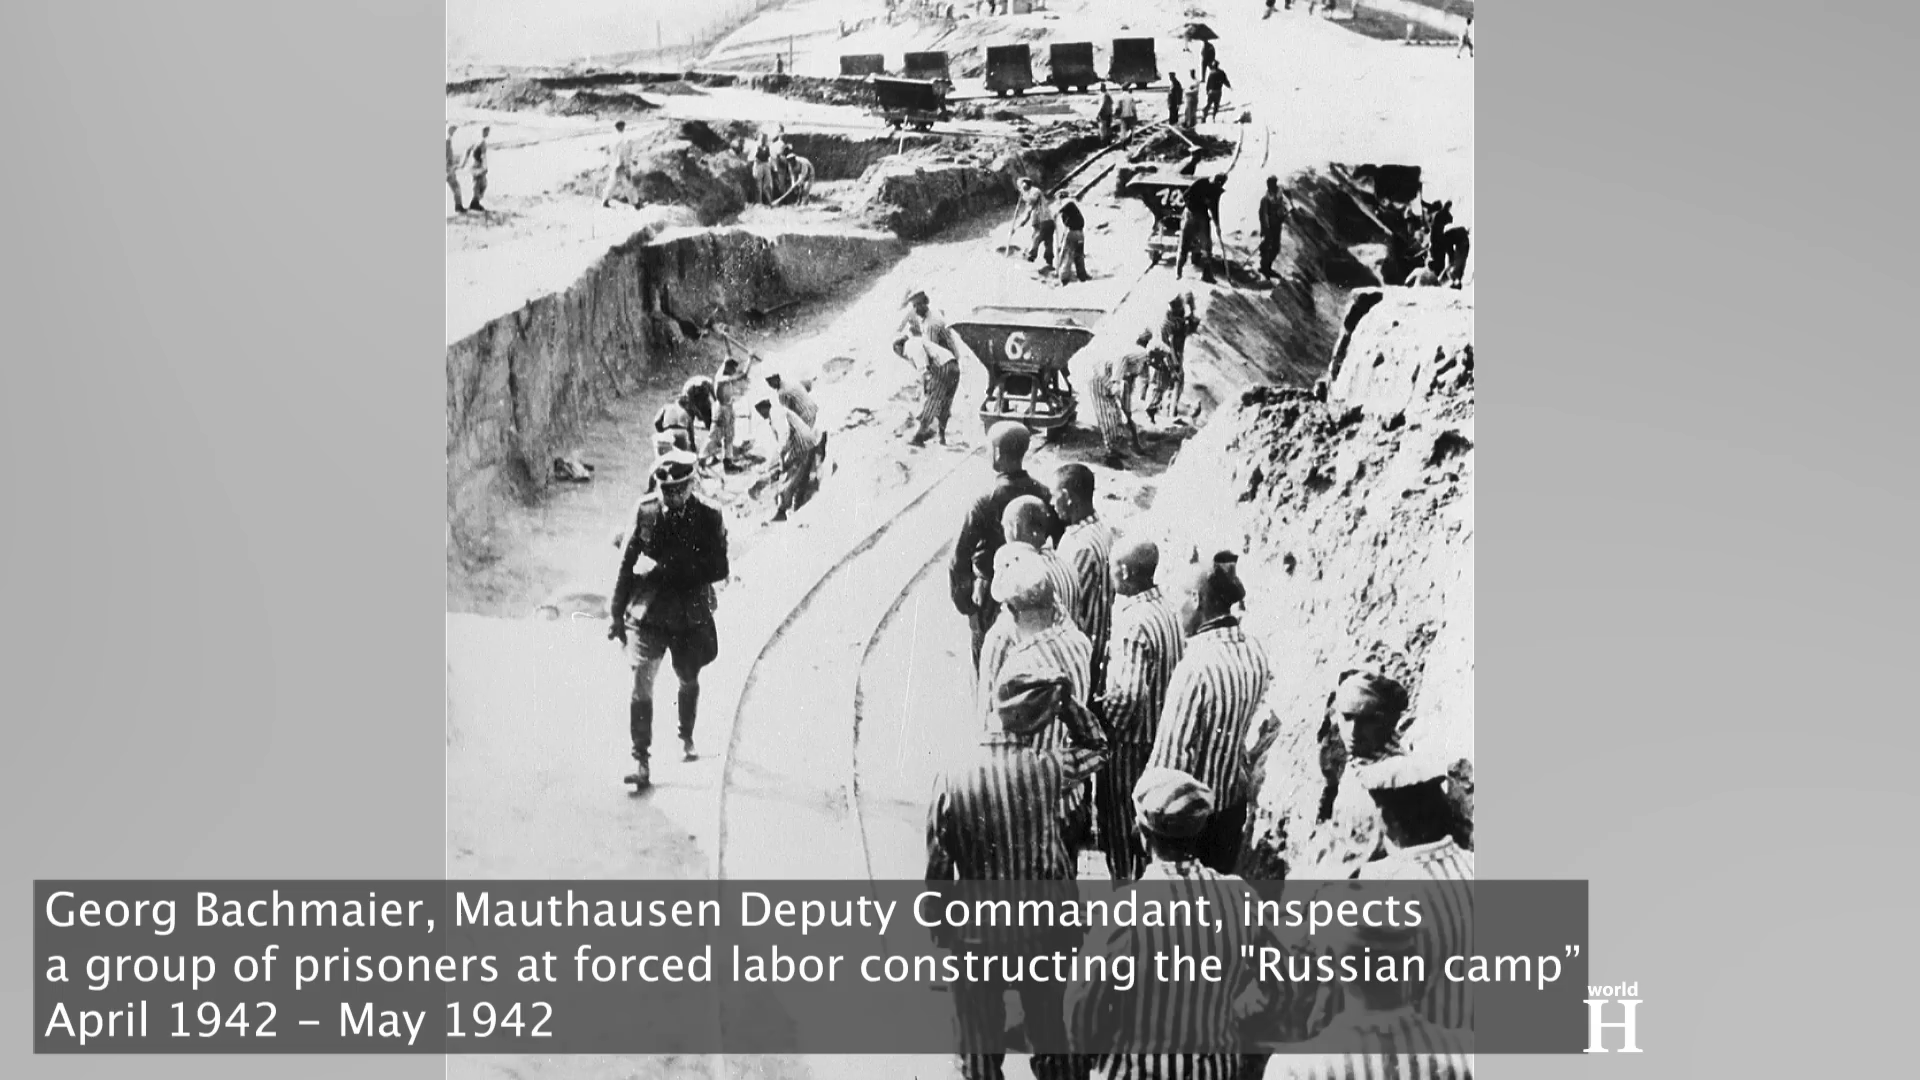 72
6.
Georg Bachmaier, Mauthausen Deputy Commandant, inspects
a group of prisoners at forced labor constructing the "Russian camp”
April 1942 – May 1942
world
H